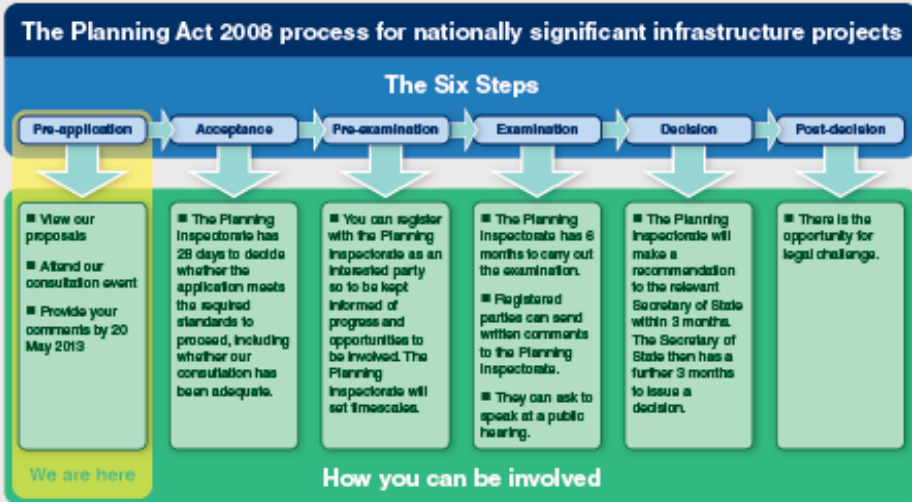 The Planning Act 2008 process for nationally significant infrastructure projects
The Six Steps
Pre-application
Acceptance
Pre-examination
Examination
Decision
Post-decision
■ View our
proposals
■ Attend our
consultation event
■ Provide your
comments by 20
May 2013
■ The Planning
Inspectorate has
28 days to decide
whether the
application meets
the required
standards to
proceed, including
whether our
consultation has
been adequate.
■ You can register
with the Planning
Inspectorate as an
interested party
so to be kept
informed of
progress and
opportunities to
be involved. The
Planning
Inspectorate will
set timescales.
■ The Planning
Inspectorate has 6
months to carry out
the examination.
■ Registered
parties can send
written comments
to the Planning
Inspectorate.
■ They can ask to
speak at a public
hearing.
■ The Planning
Inspectorate will
make a
recommendation
to the relevant
Secretary of State
within 3 months.
The Secretary of
State then has a
further 3 months
to issue a
decision.
■ There is the
opportunity for
legal challenge.
We are here
How you can be involved